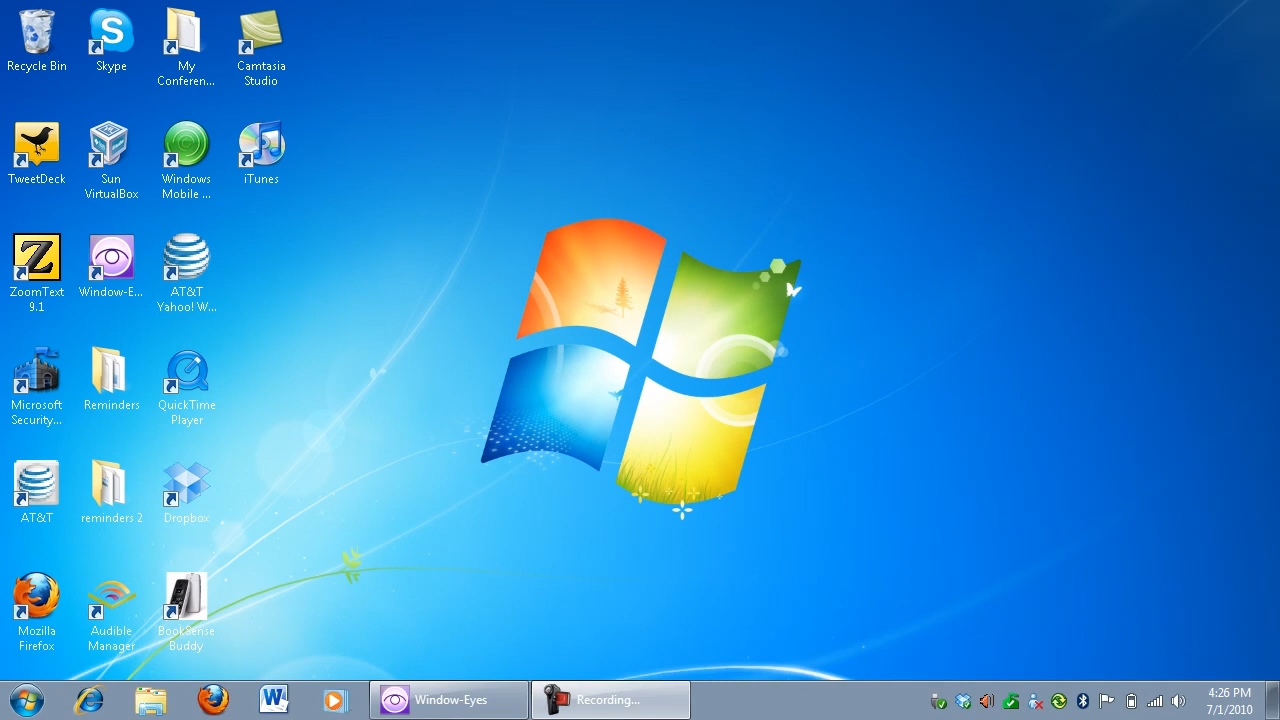 Recycle Bin
Skype
My
Conferen...
Camtasia
Studio
TweetDeck
Sun
VirtualBox
Windows
Mobile ...
iTunes
ZoomText
9.1
Window-E...
AT&T
Yahoo! W...
Microsoft
Security...
Reminders
QuickTime
Player
AT&T
reminders 2
Dropbox
Mozilla
Firefox
Audible
Manager
BookSense
Buddy
Window-Eyes
Recording...
4:26 PM
7/1/2010